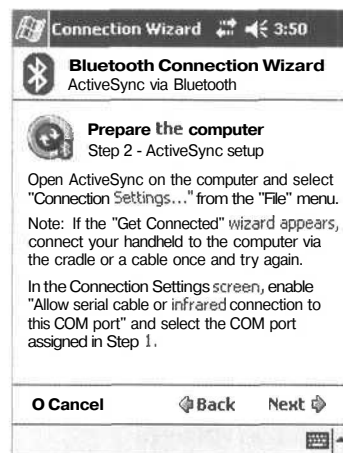 Connection Wizard 3:50
Bluetooth Connection Wizard
ActiveSync via Bluetooth
Prepare the computer
Step 2 - ActiveSync setup
Open ActiveSync on the computer and select
"Connection Settings..." from the "File" menu.
Note: If the "Get Connected" wizard appears,
connect your handheld to the computer via
the cradle or a cable once and try again.
In the Connection Settings screen, enable
"Allow serial cable or infrared connection to
this COM port" and select the COM port
assigned in Step 1.
O Cancel Back Next